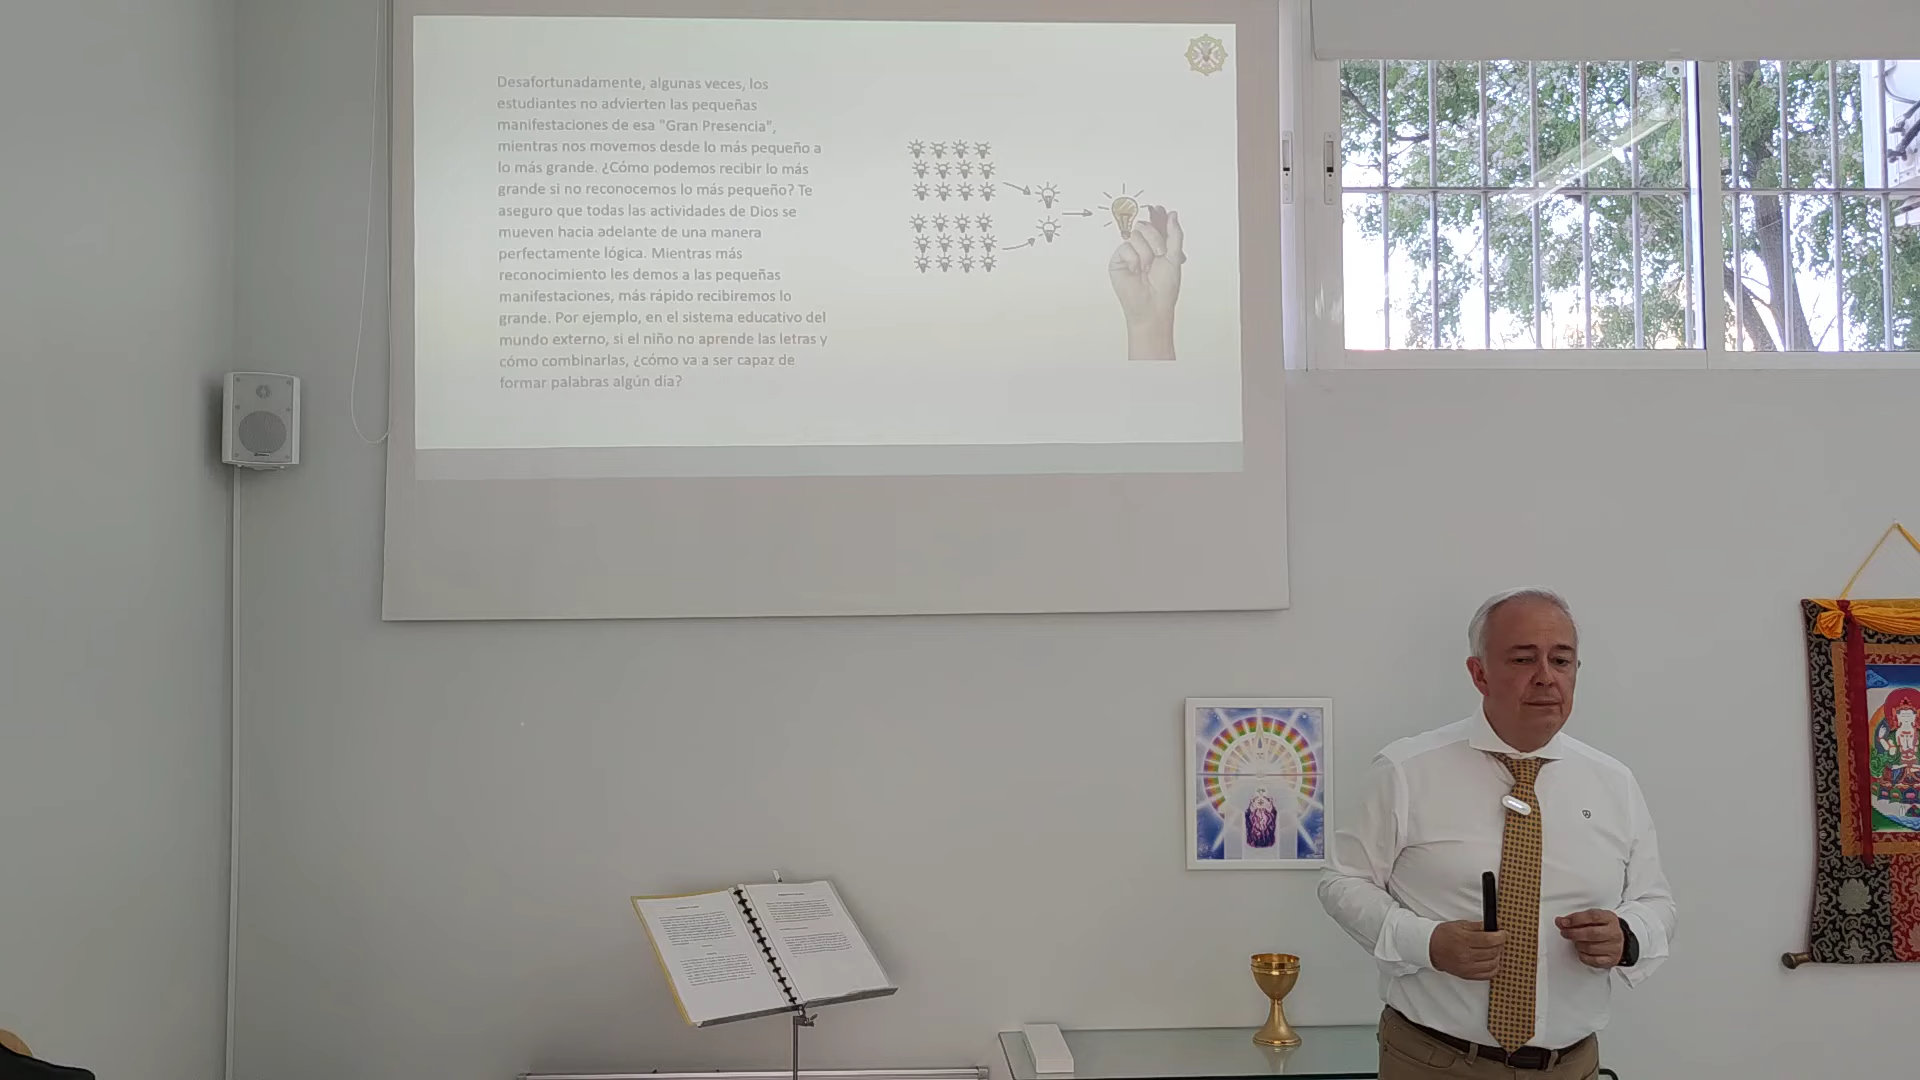 Desafortunadamente, algunas veces, los
estudiantes no advierten las pequeñas
manifestaciones de esa "Gran Presencia",
mientras nos movemos desde lo más pequeño a
lo más grande. ¿Cómo podemos recibir lo más
grande si no reconocemos lo más pequeño? Te
aseguro que todas las actividades de Dios se
mueven hacia adelante de una manera
perfectamente lógica. Mientras más
reconocimiento les demos a las pequeñas
manifestaciones, más rápido recibiremos lo
grande. Por ejemplo, en el sistema educativo del
mundo externo, si el niño no aprende las letras y
cómo combinarlas, ¿cómo va a ser capaz de
formar palabras algún día?